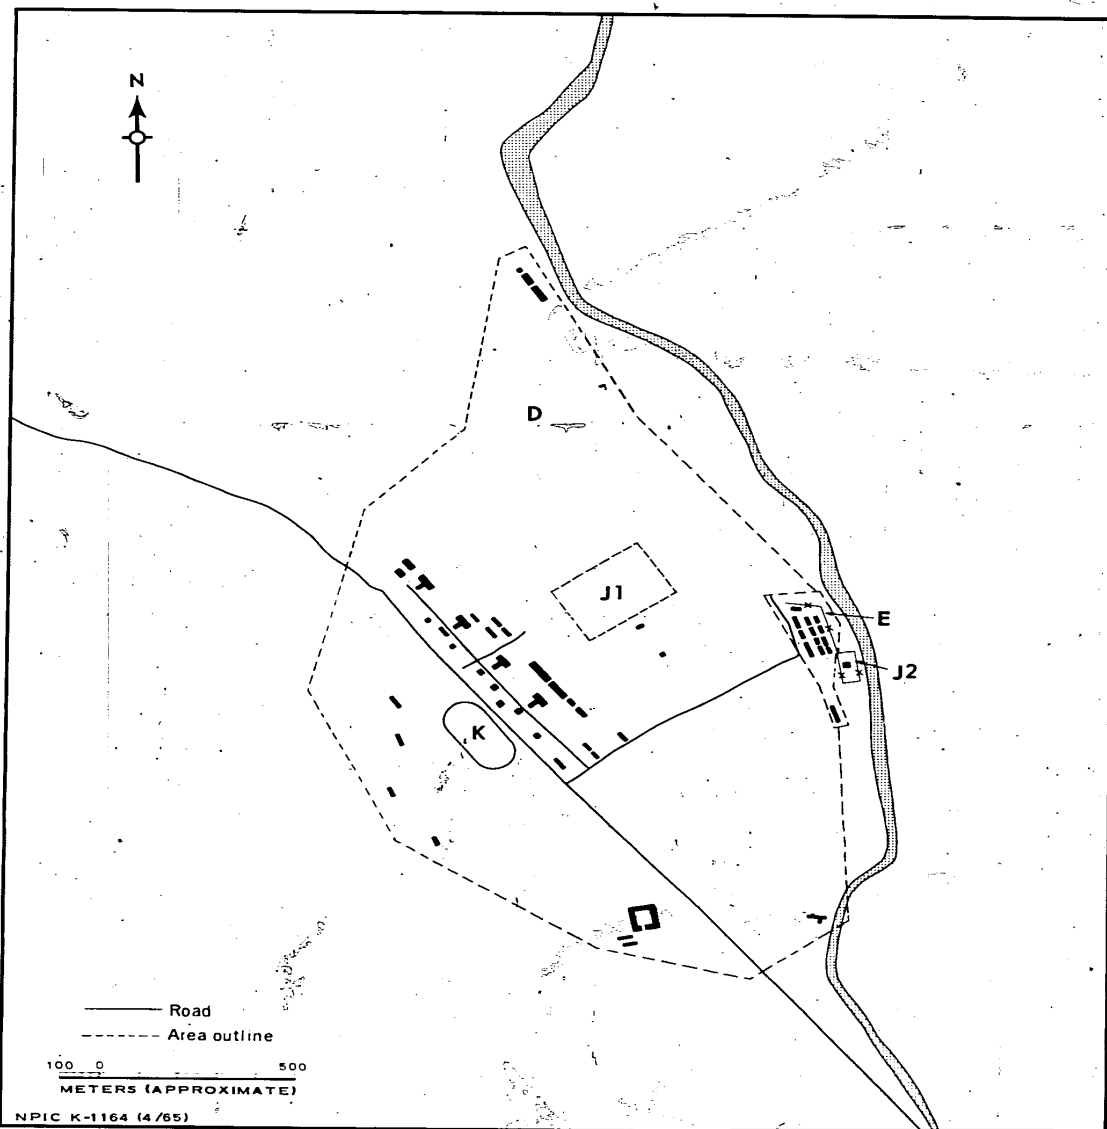 N
D
J1
E
J2
K
Road
Area outline
100 0 500
METERS (APPROXIMATE)
NPIC K-1164 (4/65)